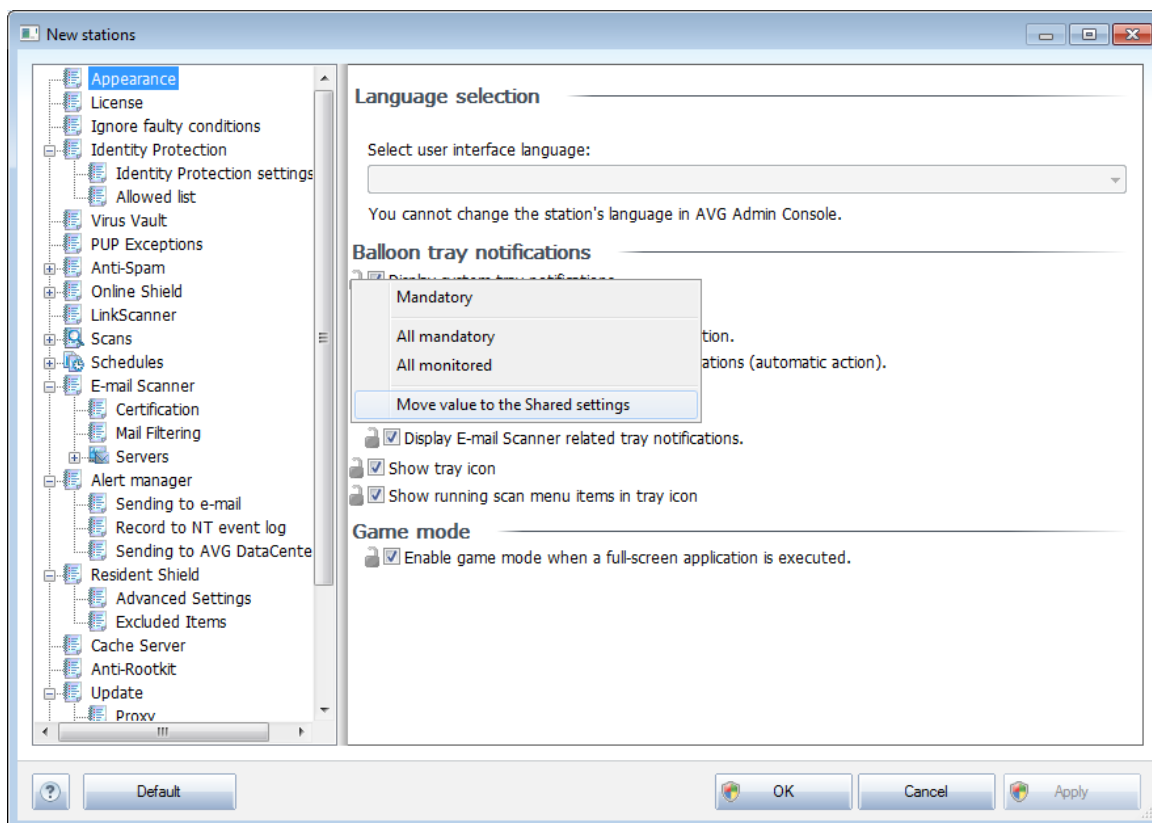 New stations
Appearance
License
Ignore faulty conditions
Identity Protection
Identity Protection settings
Allowed list
Virus Vault
PUP Exceptions
Anti-Spam
Online Shield
LinkScanner
Scans
Schedules
E-mail Scanner
Certification
Mail Filtering
Servers
Alert manager
Sending to e-mail
Record to NT event log
Sending to AVG DataCente
Resident Shield
Advanced Settings
Excluded Items
Cache Server
Anti-Rootkit
Update
Proxy
Language selection
Select user interface language:
You cannot change the station's language in AVG Admin Console.
Balloon tray notifications
Display system tray notifications
Mandatory
All mandatory
tion.
All monitored
ations (automatic action).
Move value to the Shared settings
Display E-mail Scanner related tray notifications.
Show tray icon
Show running scan menu items in tray icon
Game mode
Enable game mode when a full-screen application is executed.
? Default OK Cancel Apply